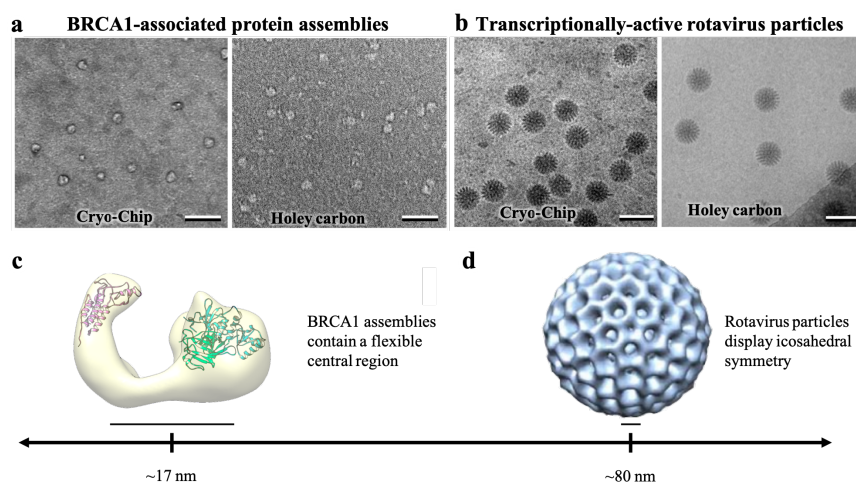 a BRCA1-associated protein assemblies
b Transcriptionally-active rotavirus particles
Cryo-Chip
Holey carbon
Cryo-Chip
Holey carbon
c
BRCA1 assemblies
contain a flexible
central region
d
Rotavirus particles
display icosahedral
symmetry
~17 nm
~80 nm